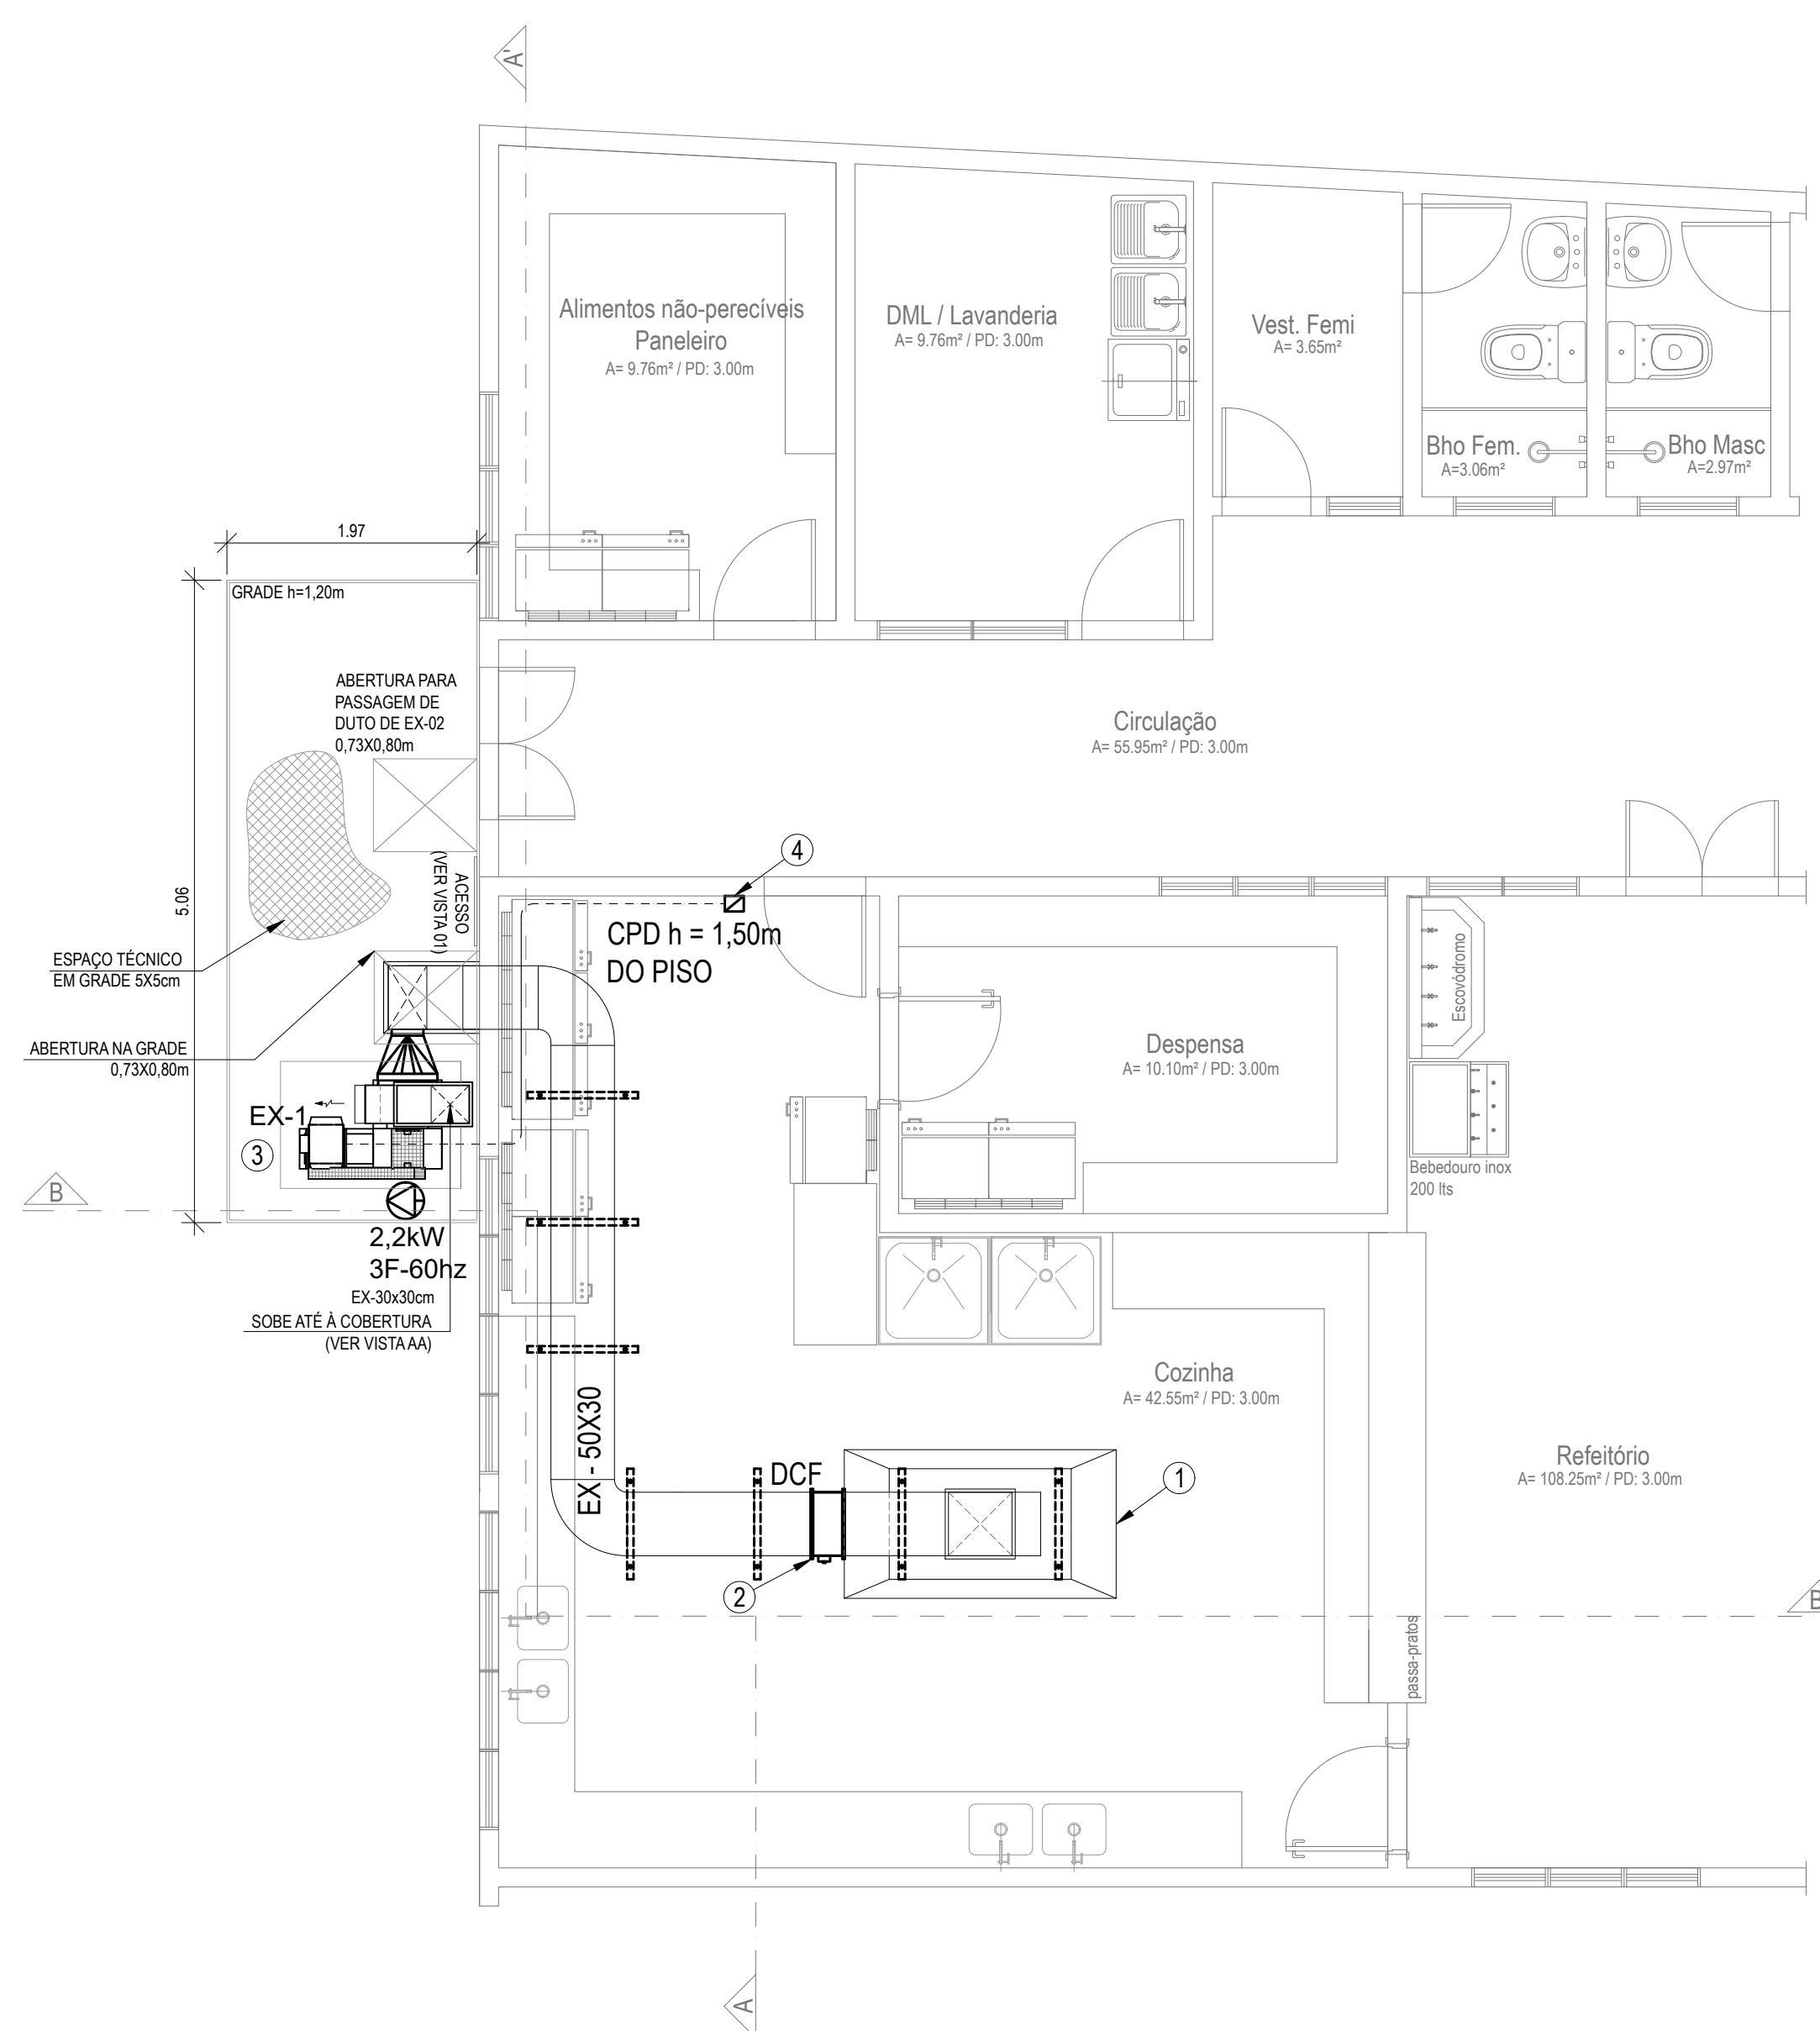 A'
Alimentos não-perecíveis
Paneleiro
A= 9.76m² / PD: 3.00m
DML / Lavanderia
A= 9.76m² / PD: 3.00m
Vest. Femi
A= 3.65m²
Bho Fem.
A=3.06m²
Bho Masc
A=2.97m²
1.97
GRADE h=1,20m
5.06
ABERTURA PARA
PASSAGEM DE
DUTO DE EX-02
0,73X0,80m
Circulação
A= 55.95m² / PD: 3.00m
ACESSO
(VER VISTA 01)
4
CPD h = 1,50m
DO PISO
ESPAÇO TÉCNICO
EM GRADE 5X5cm
ABERTURA NA GRADE
0,73X0,80m
Despensa
A= 10.10m² / PD: 3.00m
Escovódromo
Bebedouro inox
200 lts
EX-1
3
B
2,2kW
3F-60hz
EX-30x30cm
SOBE ATÉ À COBERTURA
(VER VISTA AA)
Cozinha
A= 42.55m² / PD: 3.00m
EX - 50X30
DCF
1
2
Refeitório
A= 108.25m² / PD: 3.00m
passa-pratos
B
A